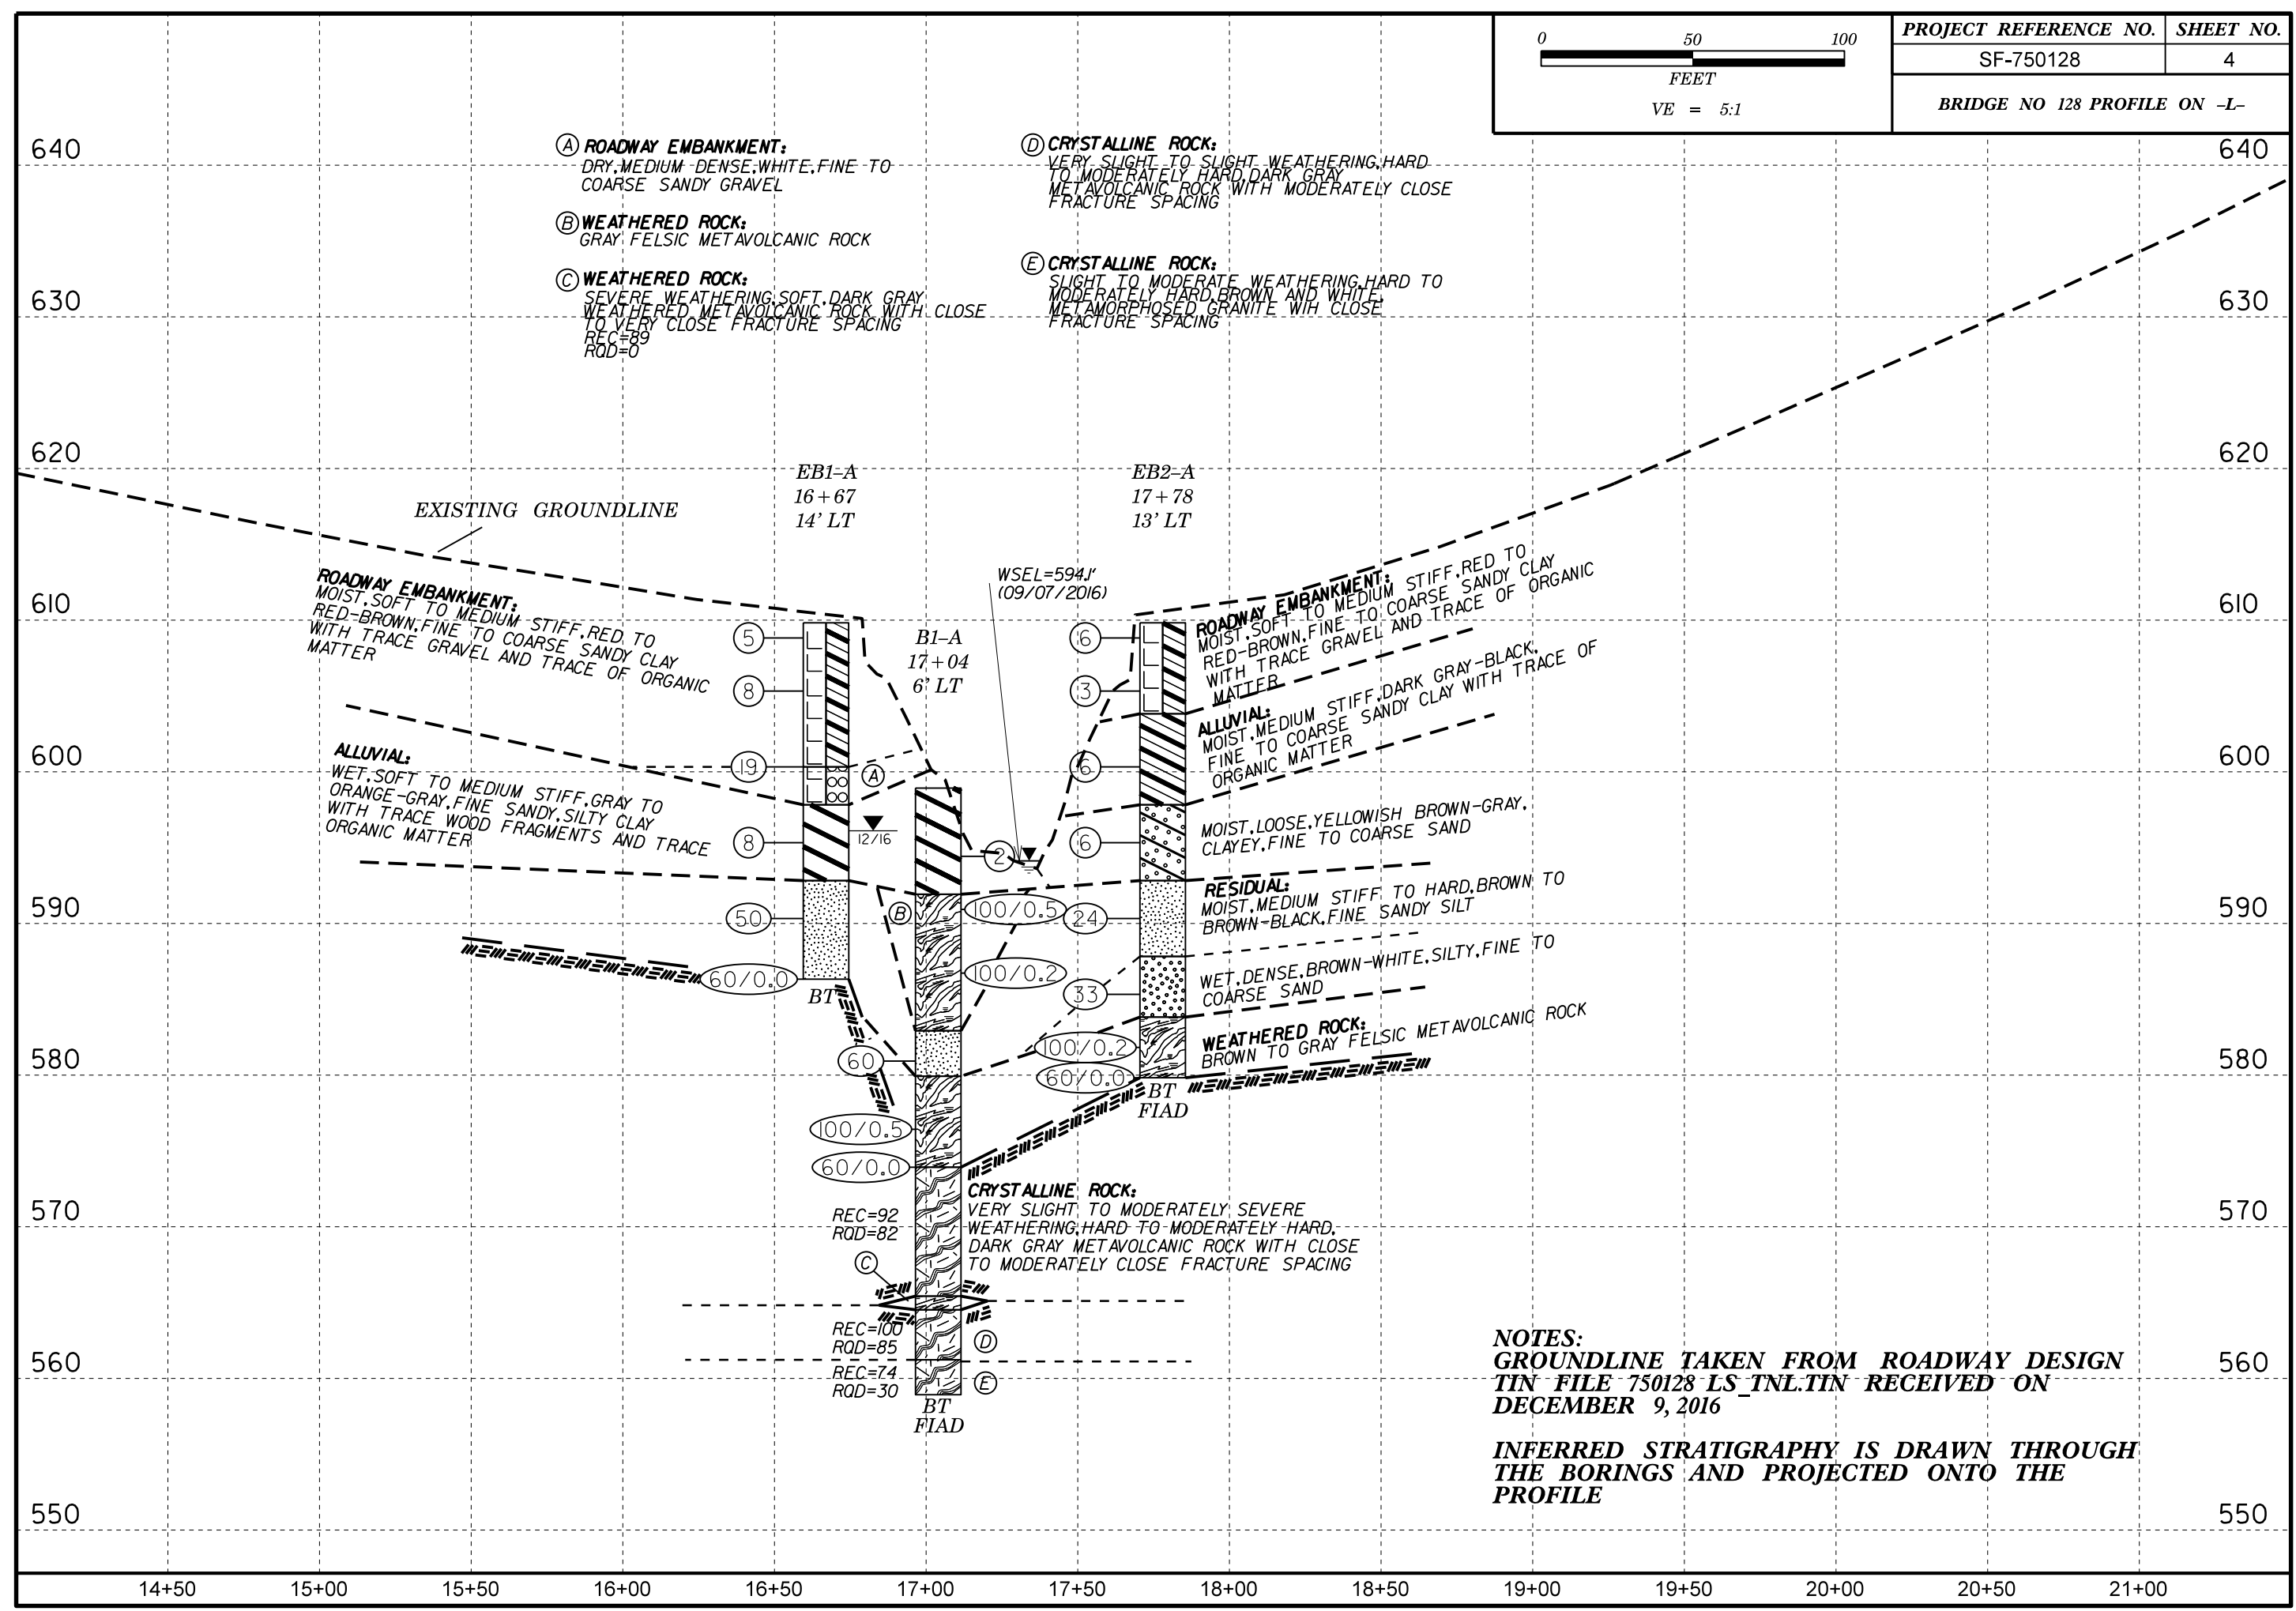 0 50 100
FEET
VE = 5:1
PROJECT REFERENCE NO. SHEET NO.
SF-750128 4
BRIDGE NO 128 PROFILE ON -L-
640
630
620
610
600
590
580
570
560
550
640
630
620
610
600
590
580
570
560
550
A ROADWAY EMBANKMENT:
DRY, MEDIUM DENSE, WHITE, FINE TO
COARSE SANDY GRAVEL
B WEATHERED ROCK:
GRAY FELSIC METAVOLCANIC ROCK
C WEATHERED ROCK:
SEVERE WEATHERING, SOFT, DARK GRAY
WEATHERED METAVOLCANIC ROCK WITH CLOSE
TO VERY CLOSE FRACTURE SPACING
REC=89
RQD=0
D CRYSTALLINE ROCK:
VERY SLIGHT TO SLIGHT WEATHERING, HARD
TO MODERATELY HARD, DARK GRAY
METAVOLCANIC ROCK WITH MODERATELY CLOSE
FRACTURE SPACING
E CRYSTALLINE ROCK:
SLIGHT TO MODERATE WEATHERING, HARD TO
MODERATELY HARD, BROWN AND WHITE,
METAMORPHOSED GRANITE WIH CLOSE
FRACTURE SPACING
EXISTING GROUNDLINE
EB1-A
16+67
14' LT
B1-A
17+04
6' LT
EB2-A
17+78
13' LT
WSEL=594.1'
(09/07/2016)
ROADWAY EMBANKMENT:
MOIST, SOFT TO MEDIUM STIFF, RED TO
RED-BROWN, FINE TO COARSE SANDY CLAY
WITH TRACE GRAVEL AND TRACE OF ORGANIC
MATTER
ALLUVIAL:
WET, SOFT TO MEDIUM STIFF, GRAY TO
ORANGE-GRAY, FINE SANDY, SILTY CLAY
WITH TRACE WOOD FRAGMENTS AND TRACE
ORGANIC MATTER
5
8
19
8
50
60/0.0
BT
A
12/16
B
2
100/0.5
100/0.2
60
100/0.5
60/0.0
REC=92
RQD=82
C
REC=100
RQD=85
D
REC=74
RQD=30
E
BT
FIAD
6
3
6
6
24
33
100/0.2
60/0.0
BT
FIAD
ROADWAY EMBANKMENT:
MOIST, SOFT TO MEDIUM STIFF, RED TO
RED-BROWN, FINE TO COARSE SANDY CLAY
WITH TRACE GRAVEL AND TRACE OF ORGANIC
MATTER
ALLUVIAL:
MOIST, MEDIUM STIFF, DARK GRAY-BLACK,
FINE TO COARSE SANDY CLAY WITH TRACE OF
ORGANIC MATTER
MOIST, LOOSE, YELLOWISH BROWN-GRAY,
CLAYEY, FINE TO COARSE SAND
RESIDUAL:
MOIST, MEDIUM STIFF TO HARD, BROWN TO
BROWN-BLACK, FINE SANDY SILT
WET, DENSE, BROWN-WHITE, SILTY, FINE TO
COARSE SAND
WEATHERED ROCK:
BROWN TO GRAY FELSIC METAVOLCANIC ROCK
CRYSTALLINE ROCK:
VERY SLIGHT TO MODERATELY SEVERE
WEATHERING, HARD TO MODERATELY HARD,
DARK GRAY METAVOLCANIC ROCK WITH CLOSE
TO MODERATELY CLOSE FRACTURE SPACING
NOTES:
GROUNDLINE TAKEN FROM ROADWAY DESIGN
TIN FILE 750128_LS_TNL.TIN RECEIVED ON
DECEMBER 9, 2016
INFERRED STRATIGRAPHY IS DRAWN THROUGH
THE BORINGS AND PROJECTED ONTO THE
PROFILE
14+50 15+00 15+50 16+00 16+50 17+00 17+50 18+00 18+50 19+00 19+50 20+00 20+50 21+00